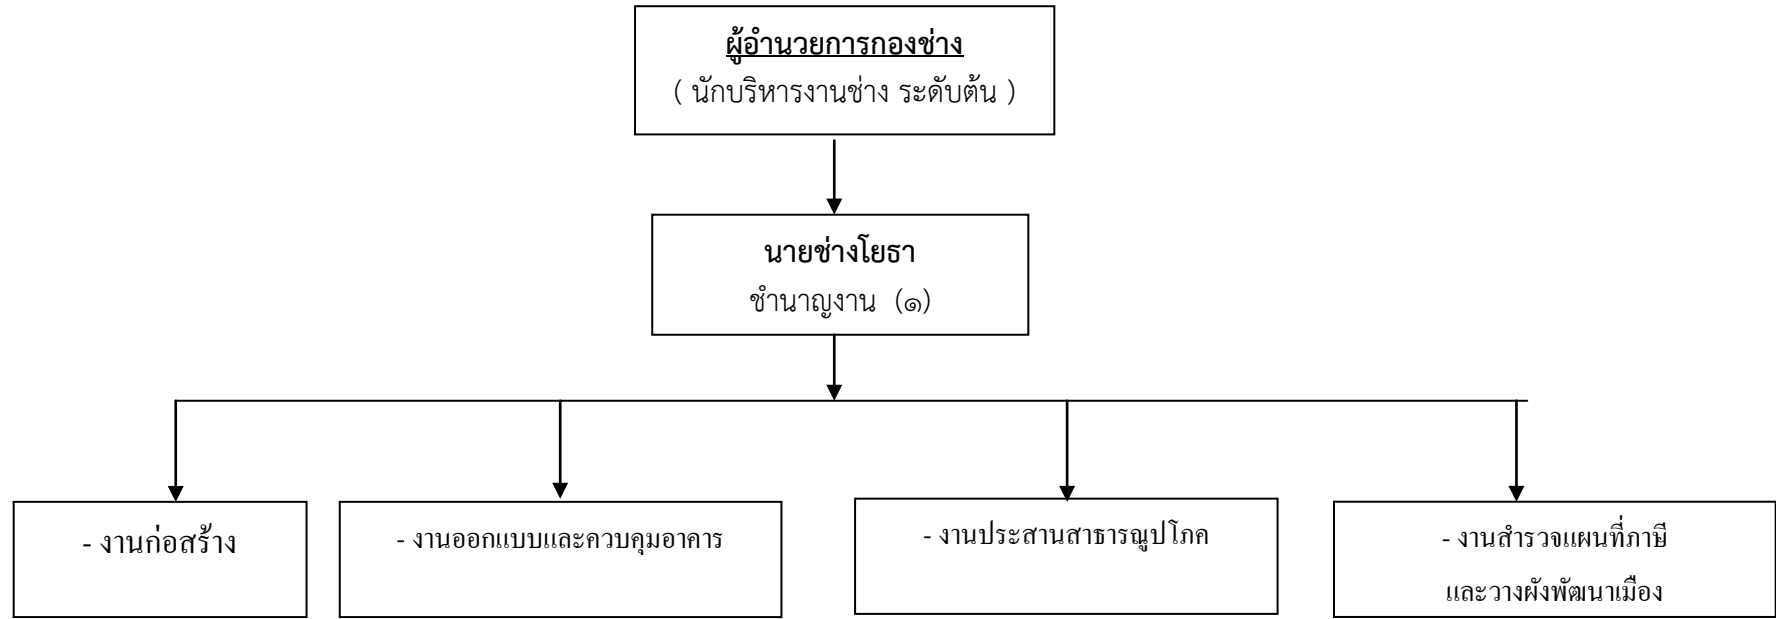 ผู้อำนวยการกองช่าง
( นักบริหารงานช่าง ระดับต้น )
นายช่างโยธา
ชำนาญงาน (๑)
- งานก่อสร้าง
- งานออกแบบและควบคุมอาคาร
- งานประสานสาธารณูปโภค
- งานสำรวจแผนที่ภาษี
และวางผังพัฒนาเมือง